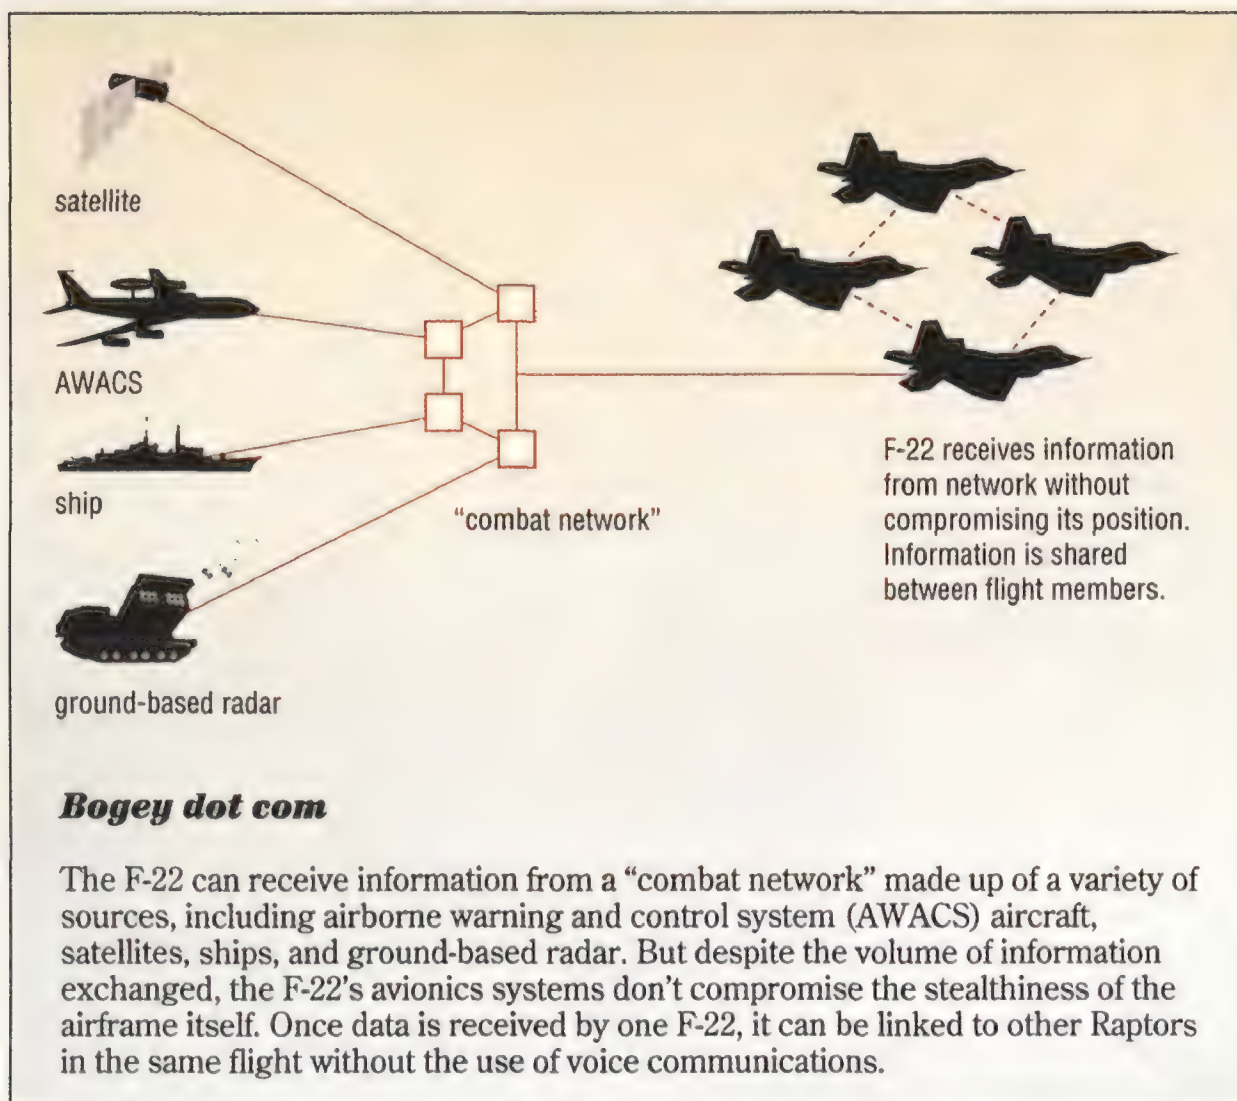 satellite
AWACS
ship
ground-based radar
“combat network”
F-22 receives information
from network without
compromising its position.
Information is shared
between flight members.
Bogey dot com
The F-22 can receive information from a “combat network” made up of a variety of
sources, including airborne warning and control system (AWACS) aircraft,
satellites, ships, and ground-based radar. But despite the volume of information
exchanged, the F-22's avionics systems don't compromise the stealthiness of the
airframe itself. Once data is received by one F-22, it can be linked to other Raptors
in the same flight without the use of voice communications.